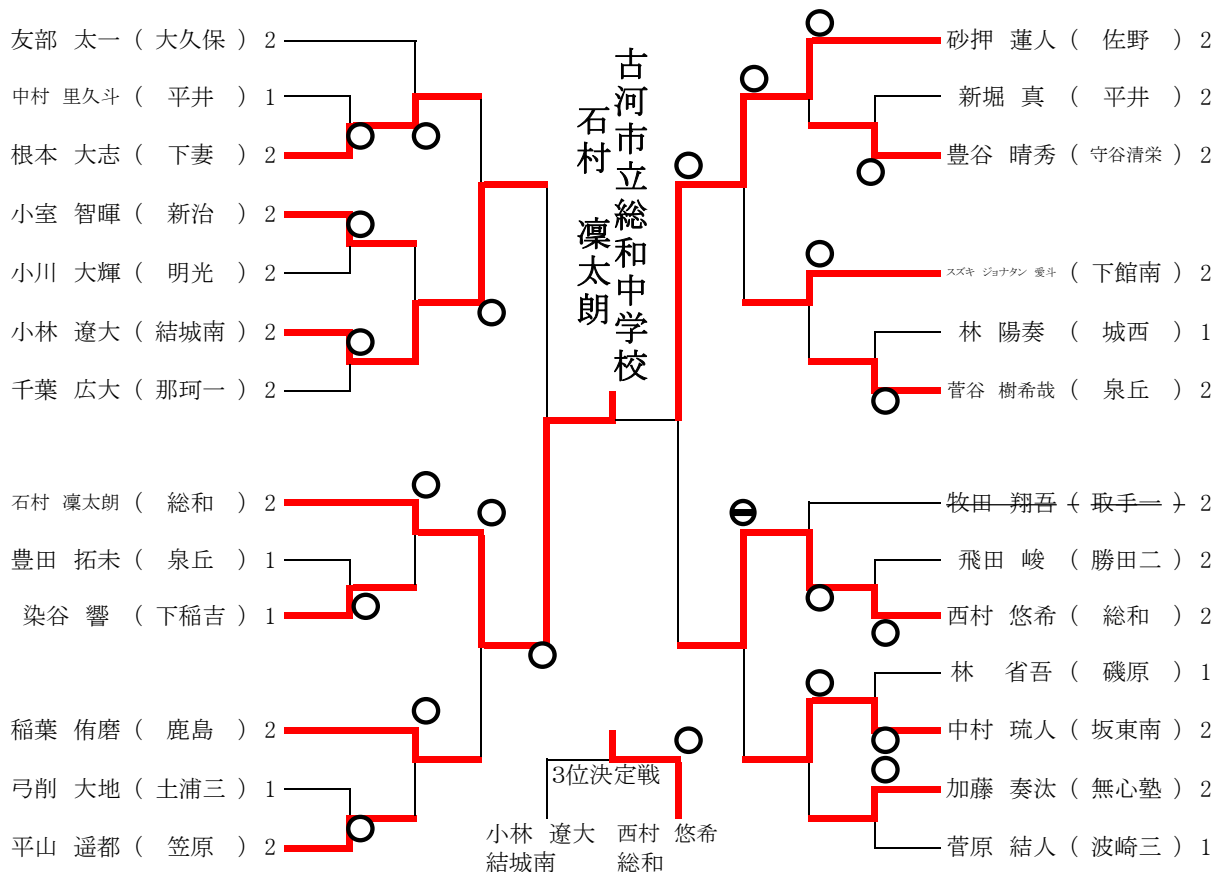 友部 太一 ( 大久保 ) 2
中村 里久斗 ( 平井 ) 1
根本 大志 ( 下妻 ) 2
小室 智暉 ( 新治 ) 2
小川 大輝 ( 明光 ) 2
小林 遼大 ( 結城南 ) 2
千葉 広大 ( 那珂一 ) 2
石村 凜太朗 ( 総和 ) 2
豊田 拓未 ( 泉丘 ) 1
染谷 響 ( 下稲吉 ) 1
稲葉 侑磨 ( 鹿島 ) 2
弓削 大地 ( 土浦三 ) 1
平山 遥都 ( 笠原 ) 2
古河市立総和中学校
石村 凜太朗
3位決定戦
小林 遼大
結城南
西村 悠希
総和
砂押 蓮人 ( 佐野 ) 2
新堀 真 ( 平井 ) 2
豊谷 晴秀 ( 守谷清栄 ) 2
スズキ ジョナタン 愛斗 ( 下館南 ) 2
林 陽奏 ( 城西 ) 1
菅谷 樹希哉 ( 泉丘 ) 2
牧田 翔吾 ( 取手一 ) 2
飛田 峻 ( 勝田二 ) 2
西村 悠希 ( 総和 ) 2
林 省吾 ( 磯原 ) 1
中村 琉人 ( 坂東南 ) 2
加藤 奏汰 ( 無心塾 ) 2
菅原 結人 ( 波崎三 ) 1